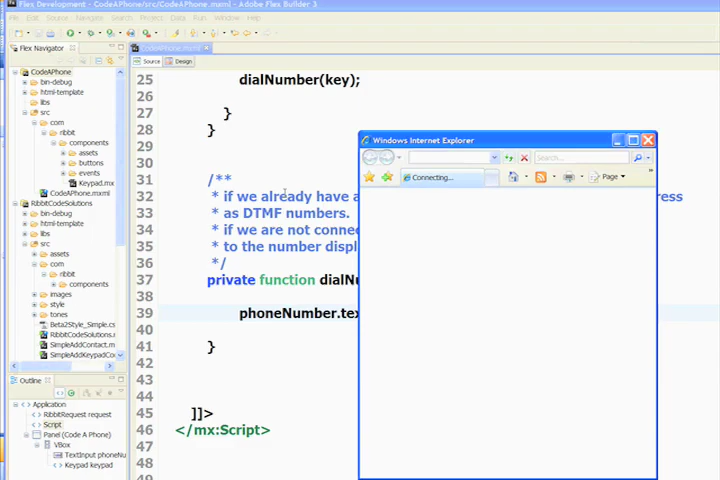 Flex Development - CodeAPhone/src/CodeAPhone.mxml - Adobe Flex Builder 3
File Edit Source Navigate Search Project Data Run Window Help
Flex Navigator
CodeAPhone
bin-debug
html-template
libs
src
com
ribbit
components
assets
buttons
events
Keypad.mx
CodeAPhone.mxml
RibbitCodeSolutions
bin-debug
html-template
libs
src
assets
com
ribbit
components
images
style
tones
Beta2Style_Simple.cs
RibbitCodeSolutions.
SimpleAddContact.m
SimpleAddKeypadCo
Outline
Application
RibbitRequest request
Script
Panel (Code A Phone)
VBox
TextInput phoneNu
Keypad keypad
CodeAPhone.mxml
Source Design
25 dialNumber(key);
26
27 }
28 }
29
30
31 /**
32 * if we already have a ress
33 * as DTMF numbers.
34 * if we are not conne
35 * to the number displ
36 */
37 private function dialNu
38
39 phoneNumber.tex
40
41 }
42
43
44
45 ]]>
46 </mx:Script>
47
48
49
Windows Internet Explorer
Search...
Connecting...
Page